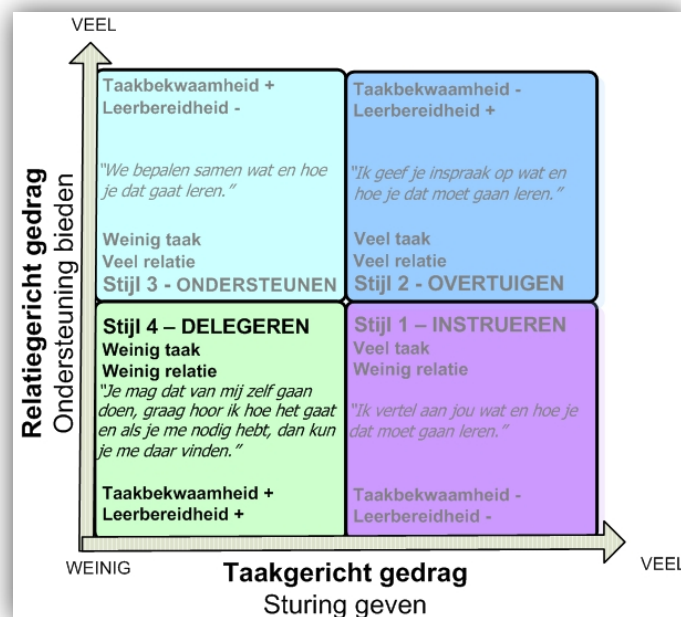 VEEL
Relatiegericht gedrag
Ondersteuning bieden
Taakbekwaamheid +
Leerbereidheid -
"We bepalen samen wat en hoe
je dat gaat leren."
Weinig taak
Veel relatie
Stijl 3 - ONDERSTEUNEN
Taakbekwaamheid -
Leerbereidheid +
"Ik geef je inspraak op wat en
hoe je dat moet gaan leren."
Veel taak
Veel relatie
Stijl 2 - OVERTUIGEN
Stijl 4 – DELEGEREN
Weinig taak
Weinig relatie
"Je mag dat van mij zelf gaan
doen, graag hoor ik hoe het gaat
en als je me nodig hebt, dan kun
je me daar vinden."
Taakbekwaamheid +
Leerbereidheid +
Stijl 1 – INSTRUEREN
Veel taak
Weinig relatie
"Ik vertel aan jou wat en hoe je
dat moet gaan leren."
Taakbekwaamheid -
Leerbereidheid -
WEINIG
VEEL
Taakgericht gedrag
Sturing geven